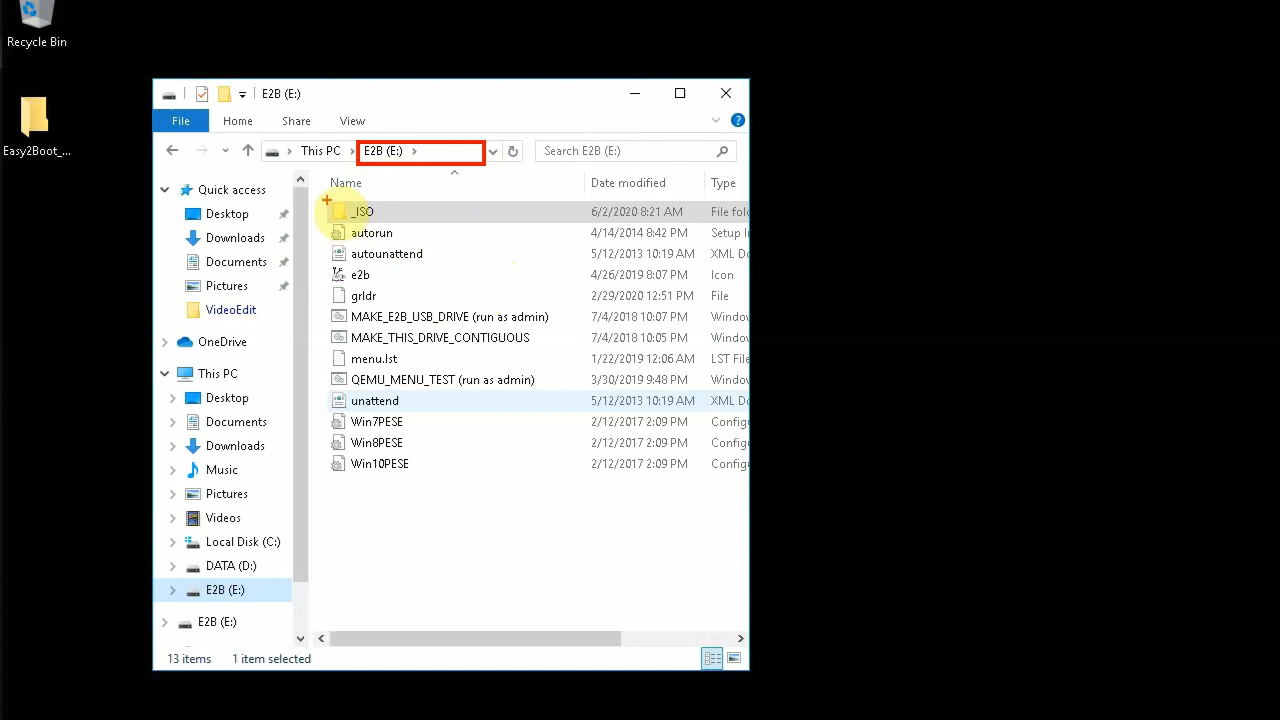 Recycle Bin
Easy2Boot_...
E2B (E:)
File Home Share View
This PC E2B (E:) Search E2B (E:)
Name Date modified Type
Quick access
Desktop
Downloads
Documents
Pictures
VideoEdit
OneDrive
This PC
Desktop
Documents
Downloads
Music
Pictures
Videos
Local Disk (C:)
DATA (D:)
E2B (E:)
E2B (E:)
_ISO 6/2/2020 8:21 AM File fol
autorun 4/14/2014 8:42 PM Setup I
autounattend 5/12/2013 10:19 AM XML Do
e2b 4/26/2019 8:07 PM Icon
grldr 2/29/2020 12:51 PM File
MAKE_E2B_USB_DRIVE (run as admin) 7/4/2018 10:07 PM Windo
MAKE_THIS_DRIVE_CONTIGUOUS 7/4/2018 10:05 PM Windo
menu.lst 1/22/2019 12:06 AM LST File
QEMU_MENU_TEST (run as admin) 3/30/2019 9:48 PM Windo
unattend 5/12/2013 10:19 AM XML Do
Win7PESE 2/12/2017 2:09 PM Config
Win8PESE 2/12/2017 2:09 PM Config
Win10PESE 2/12/2017 2:09 PM Config
13 items 1 item selected